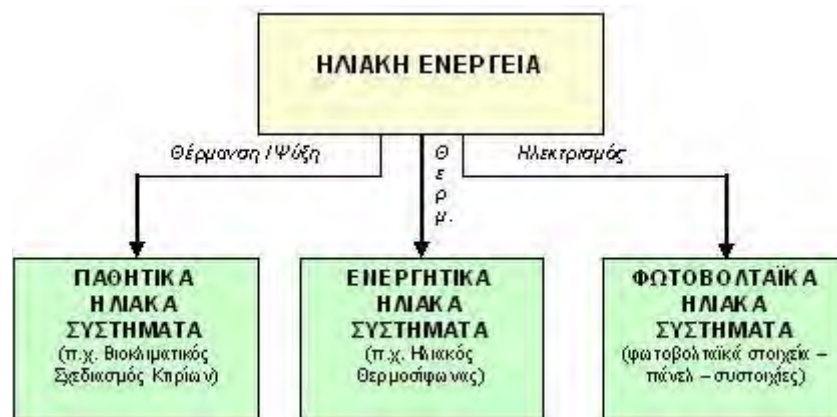 ΗΛΙΑΚΗ ΕΝΕΡΓΕΙΑ
Θέρμανση / Ψύξη
Θερμ.
Ηλεκτρισμός
ΠΑΘΗΤΙΚΑ
ΗΛΙΑΚΑ
ΣΥΣΤΗΜΑΤΑ
(π.χ. Βιοκλιματικός
Σχεδιασμός Κτιρίων)
ΕΝΕΡΓΗΤΙΚΑ
ΗΛΙΑΚΑ
ΣΥΣΤΗΜΑΤΑ
(π.χ. Ηλιακός
Θερμοσίφωνας)
ΦΩΤΟΒΟΛΤΑΪΚΑ
ΗΛΙΑΚΑ
ΣΥΣΤΗΜΑΤΑ
(φωτοβολταϊκά στοιχεία –
πάνελ – συστοιχίες)